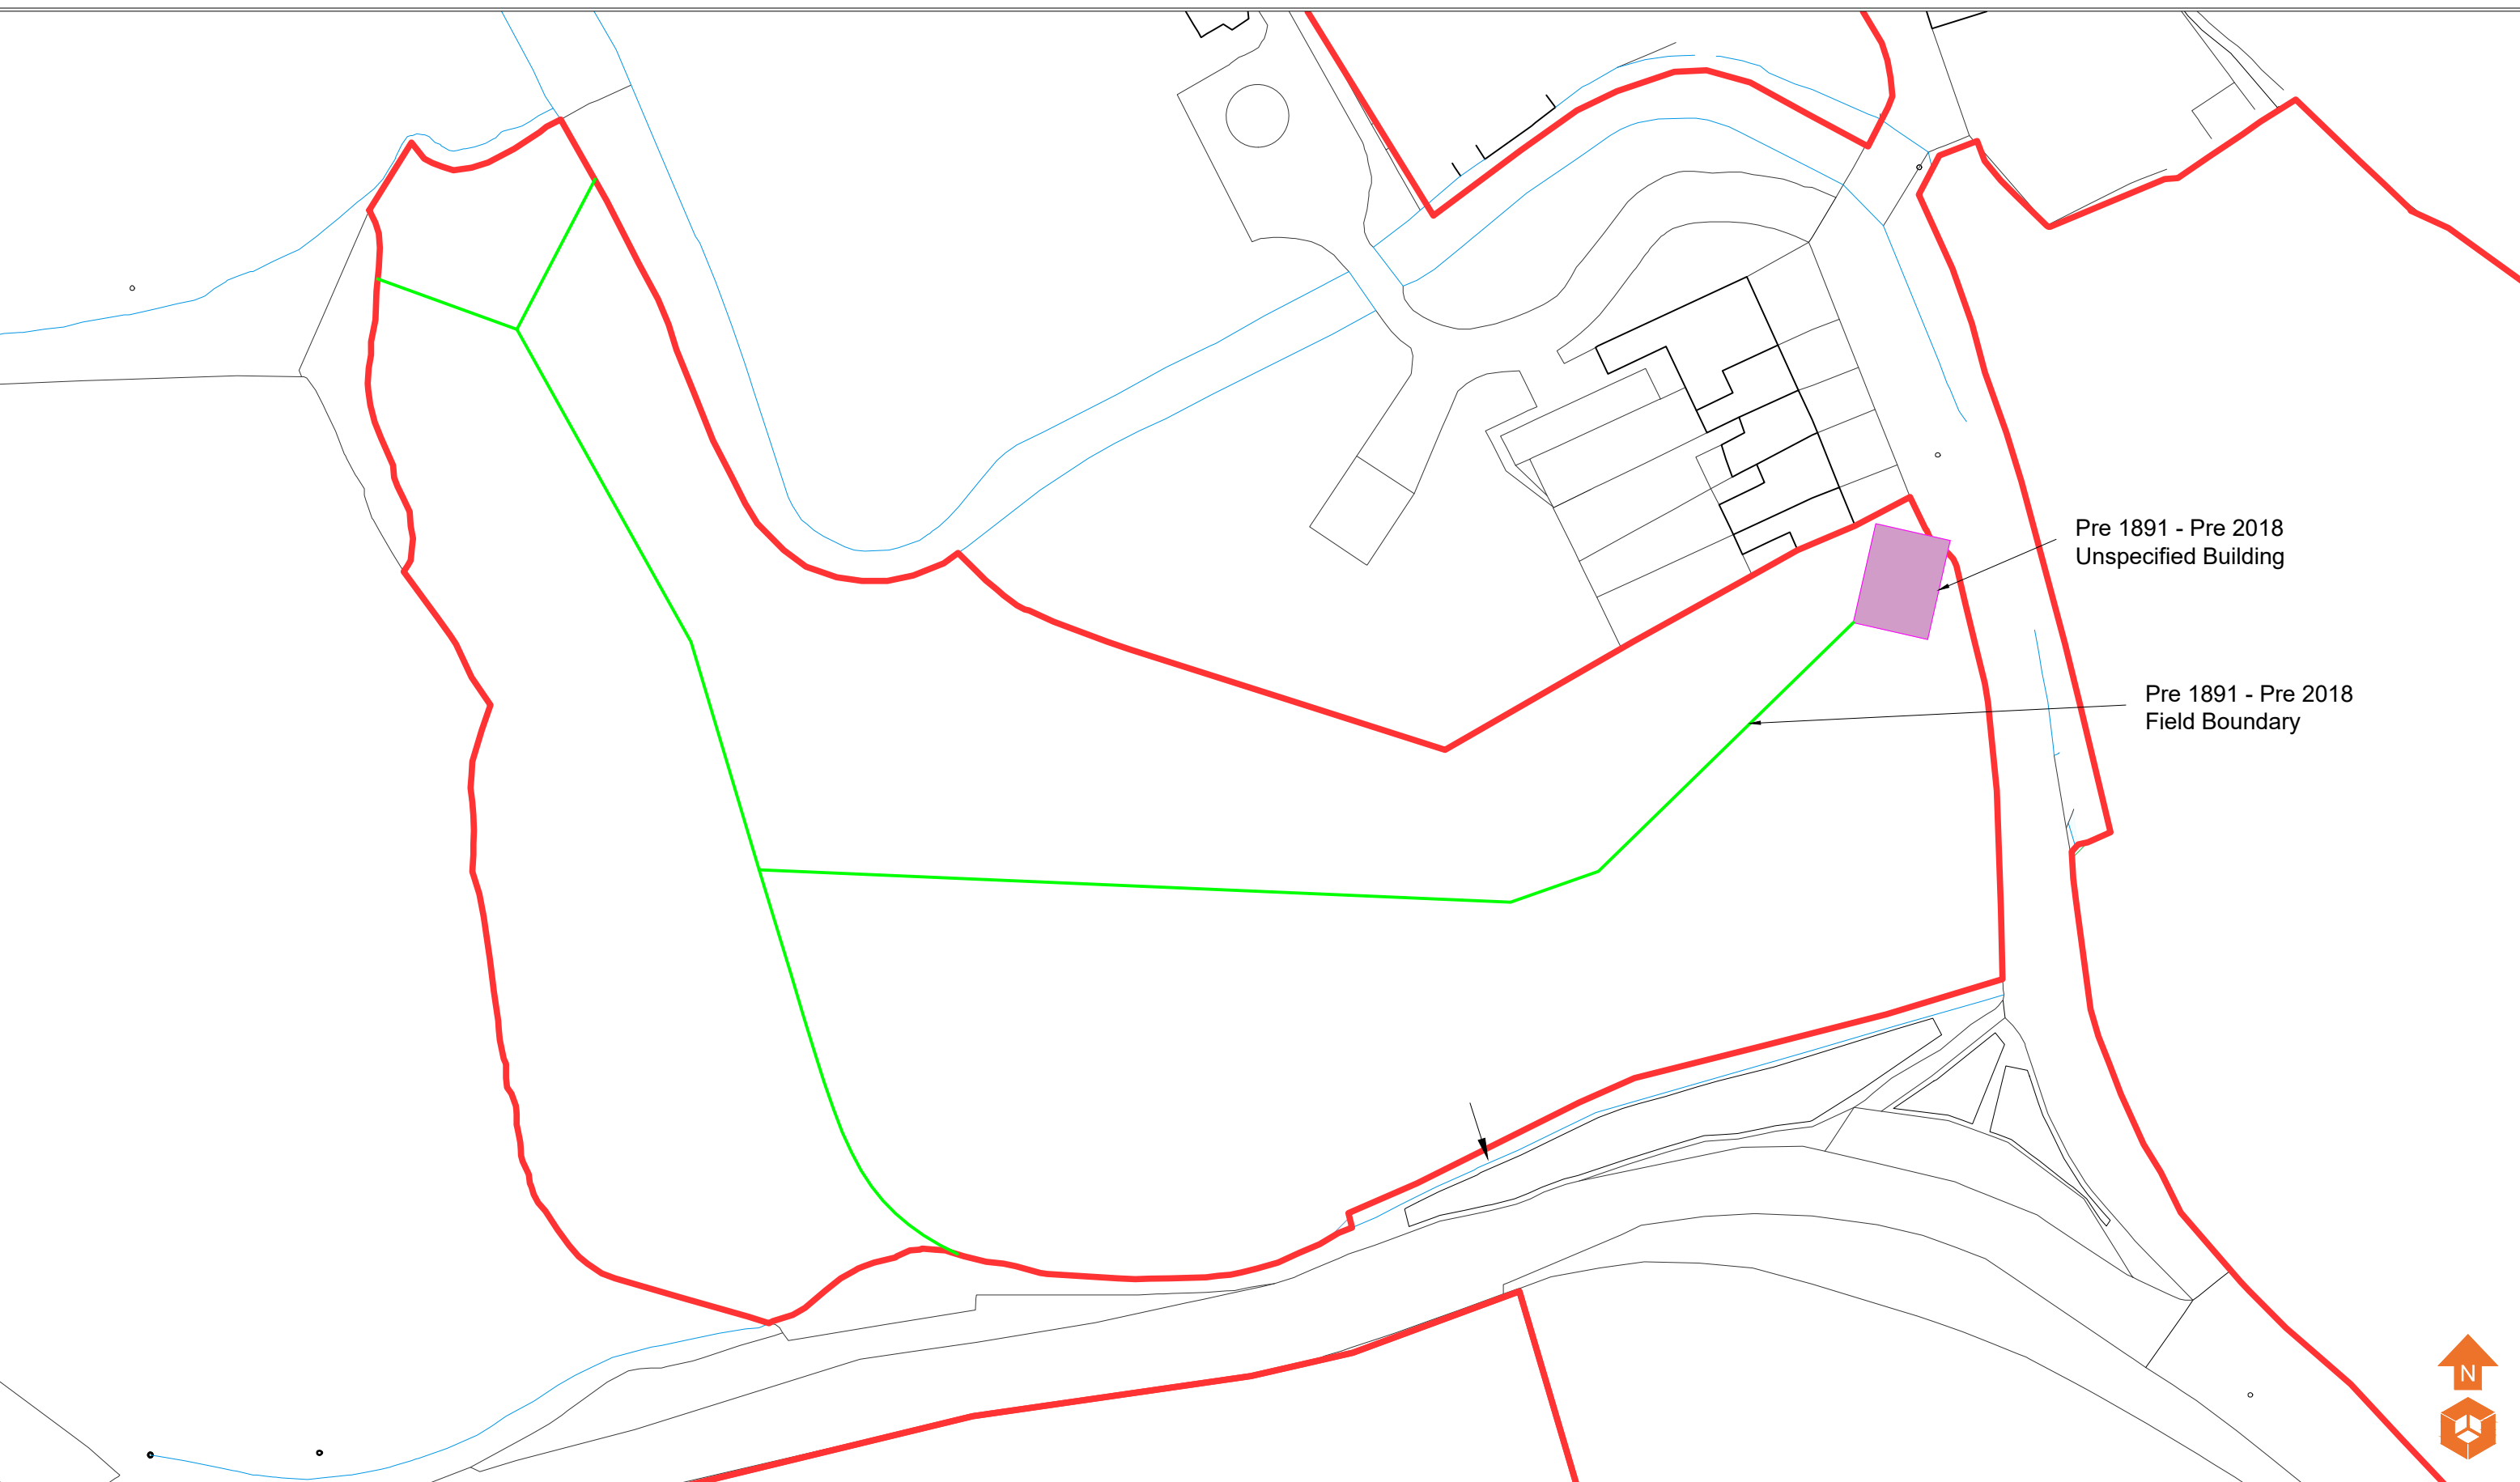 Pre 1891 - Pre 2018
Unspecified Building
Pre 1891 - Pre 2018
Field Boundary
N